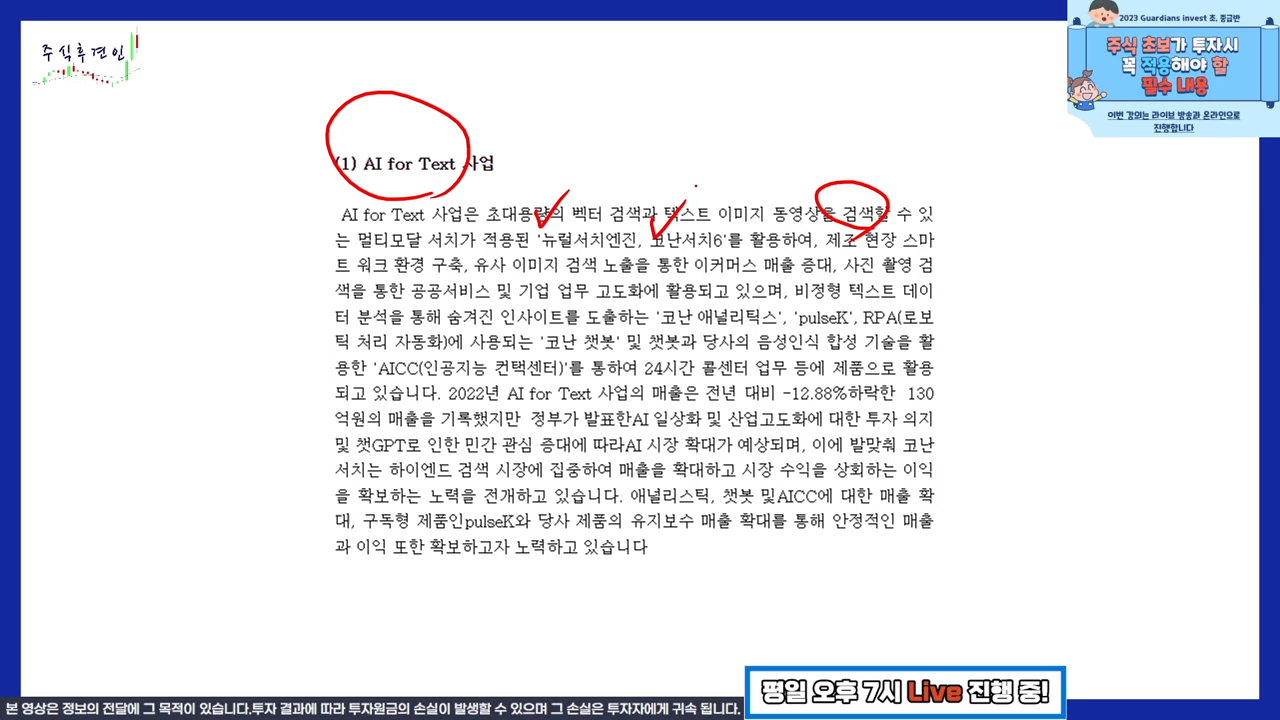 주식후견인
2023 Guardians invest 초, 중급반
주식 초보가 투자시
꼭 적용해야 할
필수 내용
이번 강의는 라이브 방송과 온라인으로
진행합니다
(1) AI for Text 사업
AI for Text 사업은 초대용량의 벡터 검색과 텍스트 이미지 동영상을 검색할 수 있
는 멀티모달 서치가 적용된 '뉴럴서치엔진, 코난서치6'를 활용하여, 제조 현장 스마
트 워크 환경 구축, 유사 이미지 검색 노출을 통한 이커머스 매출 증대, 사진 촬영 검
색을 통한 공공서비스 및 기업 업무 고도화에 활용되고 있으며, 비정형 텍스트 데이
터 분석을 통해 숨겨진 인사이트를 도출하는 '코난 애널리틱스', 'pulseK', RPA(로보
틱 처리 자동화)에 사용되는 '코난 챗봇' 및 챗봇과 당사의 음성인식 합성 기술을 활
용한 'AICC(인공지능 컨택센터)'를 통하여 24시간 콜센터 업무 등에 제품으로 활용
되고 있습니다. 2022년 AI for Text 사업의 매출은 전년 대비 -12.88%하락한 130
억원의 매출을 기록했지만 정부가 발표한AI 일상화 및 산업고도화에 대한 투자 의지
및 챗GPT로 인한 민간 관심 증대에 따라AI 시장 확대가 예상되며, 이에 발맞춰 코난
서치는 하이엔드 검색 시장에 집중하여 매출을 확대하고 시장 수익을 상회하는 이익
을 확보하는 노력을 전개하고 있습니다. 애널리스틱, 챗봇 및AICC에 대한 매출 확
대, 구독형 제품인pulseK와 당사 제품의 유지보수 매출 확대를 통해 안정적인 매출
과 이익 또한 확보하고자 노력하고 있습니다
평일 오후 7시 Live 진행 중!
본 영상은 정보의 전달에 그 목적이 있습니다.투자 결과에 따라 투자원금의 손실이 발생할 수 있으며 그 손실은 투자자에게 귀속 됩니다.